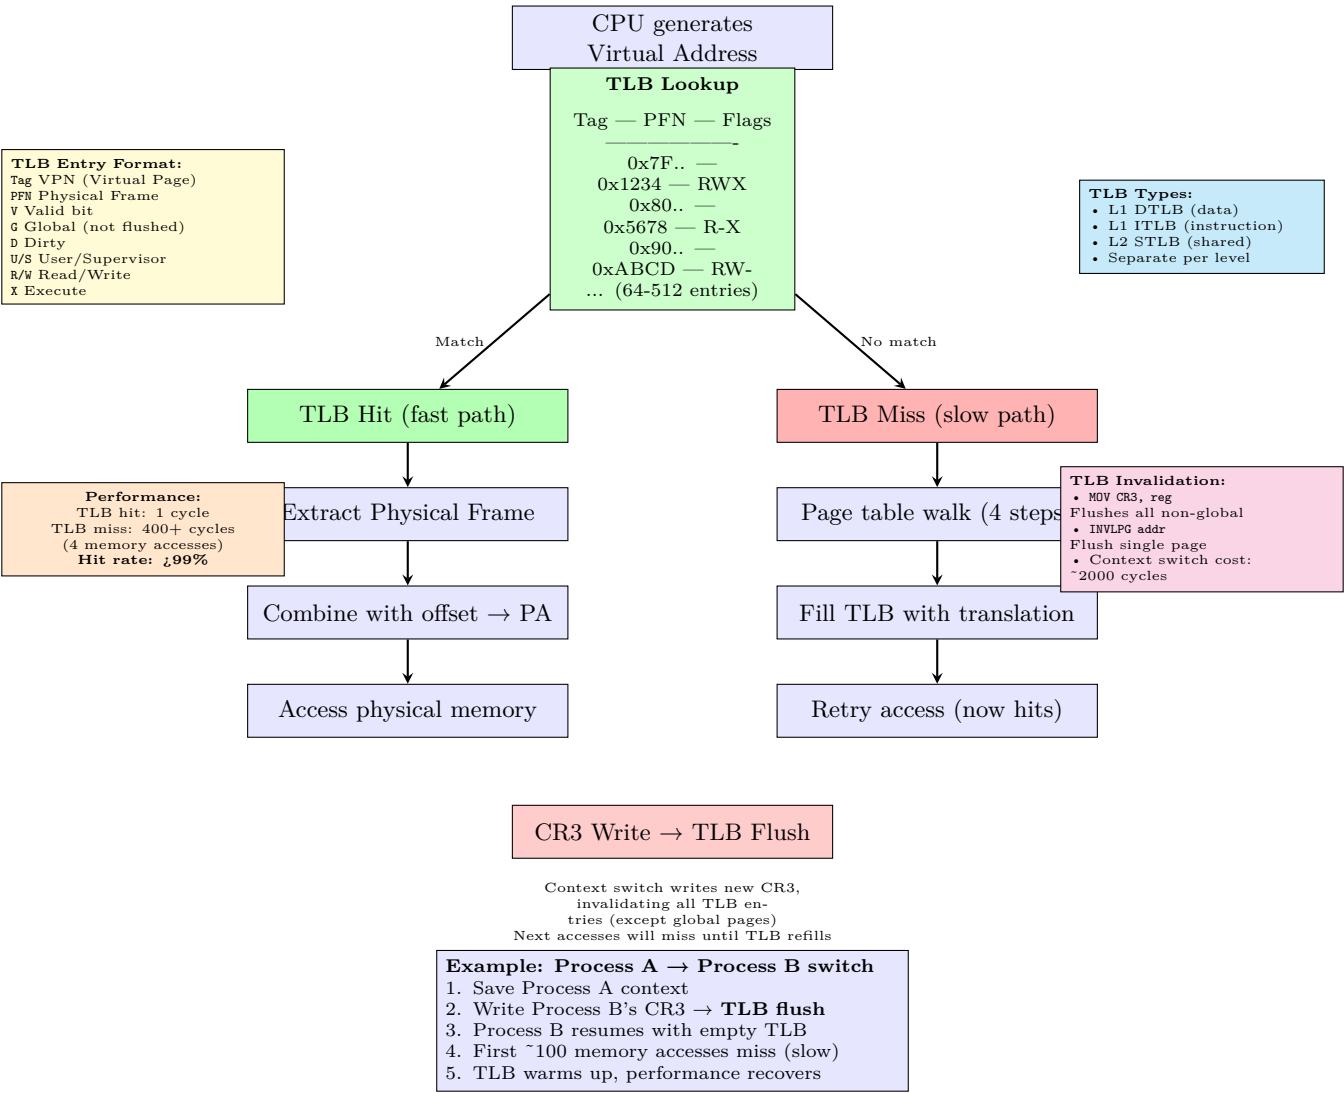 CPU generates
Virtual Address
TLB Lookup
Tag — PFN — Flags
——————-
0x7F.. —
0x1234 — RWX
0x80.. —
0x5678 — R-X
0x90.. —
0xABCD — RW-
... (64-512 entries)
TLB Entry Format:
Tag VPN (Virtual Page)
PFN Physical Frame
V Valid bit
G Global (not flushed)
D Dirty
U/S User/Supervisor
R/W Read/Write
X Execute
TLB Types:
• L1 DTLB (data)
• L1 ITLB (instruction)
• L2 STLB (shared)
• Separate per level
Match
No match
TLB Hit (fast path)
TLB Miss (slow path)
Performance:
TLB hit: 1 cycle
TLB miss: 400+ cycles
(4 memory accesses)
Hit rate: ¿99%
Extract Physical Frame
Page table walk (4 steps
TLB Invalidation:
• MOV CR3, reg
Flushes all non-global
• INVLPG addr
Flush single page
• Context switch cost:
˜2000 cycles
Combine with offset → PA
Fill TLB with translation
Access physical memory
Retry access (now hits)
CR3 Write → TLB Flush
Context switch writes new CR3,
invalidating all TLB en-
tries (except global pages)
Next accesses will miss until TLB refills
Example: Process A → Process B switch
1. Save Process A context
2. Write Process B's CR3 → TLB flush
3. Process B resumes with empty TLB
4. First ˜100 memory accesses miss (slow)
5. TLB warms up, performance recovers